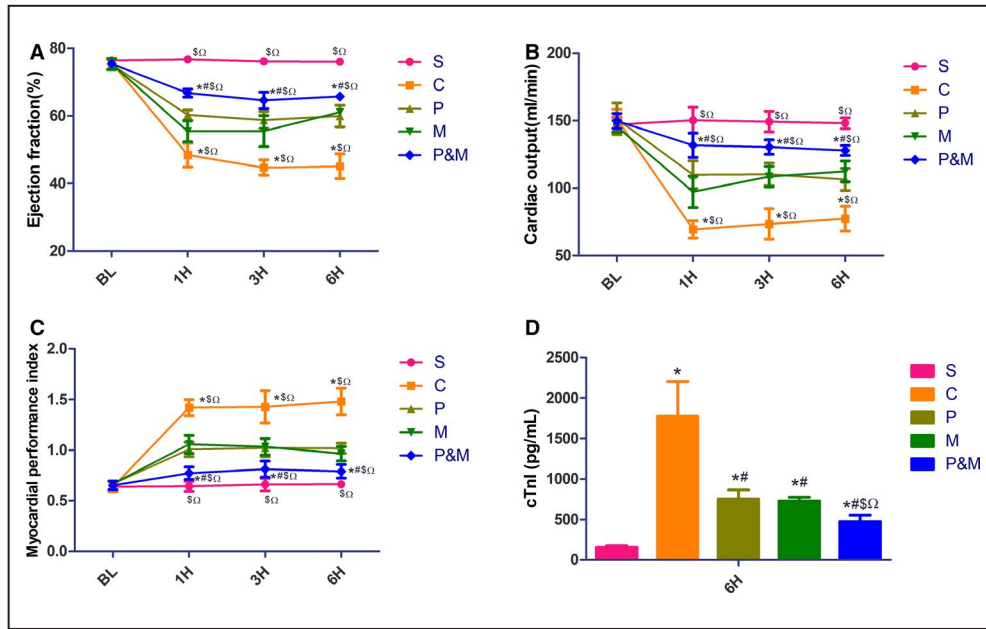 A
Ejection fraction(%)
80
60
40
20
$Ω
$Ω
$Ω
*#$Ω
*#$Ω
*#$Ω
*$Ω
*$Ω
*$Ω
BL
1H
3H
6H
S
C
P
M
P&M
B
Cardiac output(ml/min)
200
150
100
50
$Ω
$Ω
$Ω
*#$Ω
*#$Ω
*#$Ω
*$Ω
*$Ω
*$Ω
BL
1H
3H
6H
S
C
P
M
P&M
C
Myocardial performance index
2.0
1.5
1.0
0.5
0.0
*$Ω
*$Ω
*$Ω
*#$Ω
*#$Ω
*#$Ω
$Ω
$Ω
$Ω
BL
1H
3H
6H
S
C
P
M
P&M
D
cTnI (pg/mL)
2500
2000
1500
1000
500
0
*
*#
*#
*#$Ω
6H
S
C
P
M
P&M